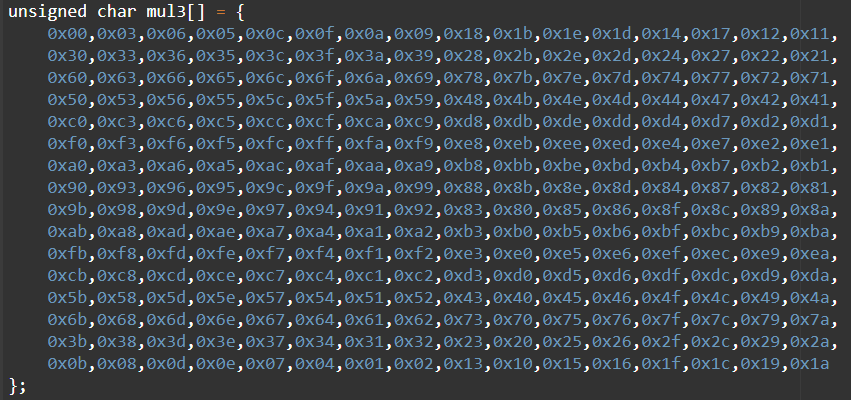 unsigned char mul3[] = {
0x00,0x03,0x06,0x05,0x0c,0x0f,0x0a,0x09,0x18,0x1b,0x1e,0x1d,0x14,0x17,0x12,0x11,
0x30,0x33,0x36,0x35,0x3c,0x3f,0x3a,0x39,0x28,0x2b,0x2e,0x2d,0x24,0x27,0x22,0x21,
0x60,0x63,0x66,0x65,0x6c,0x6f,0x6a,0x69,0x78,0x7b,0x7e,0x7d,0x74,0x77,0x72,0x71,
0x50,0x53,0x56,0x55,0x5c,0x5f,0x5a,0x59,0x48,0x4b,0x4e,0x4d,0x44,0x47,0x42,0x41,
0xc0,0xc3,0xc6,0xc5,0xcc,0xcf,0xca,0xc9,0xd8,0xdb,0xde,0xdd,0xd4,0xd7,0xd2,0xd1,
0xf0,0xf3,0xf6,0xf5,0xfc,0xff,0xfa,0xf9,0xe8,0xeb,0xee,0xed,0xe4,0xe7,0xe2,0xe1,
0xa0,0xa3,0xa6,0xa5,0xac,0xaf,0xaa,0xa9,0xb8,0xbb,0xbe,0xbd,0xb4,0xb7,0xb2,0xb1,
0x90,0x93,0x96,0x95,0x9c,0x9f,0x9a,0x99,0x88,0x8b,0x8e,0x8d,0x84,0x87,0x82,0x81,
0x9b,0x98,0x9d,0x9e,0x97,0x94,0x91,0x92,0x83,0x80,0x85,0x86,0x8f,0x8c,0x89,0x8a,
0xab,0xa8,0xad,0xae,0xa7,0xa4,0xa1,0xa2,0xb3,0xb0,0xb5,0xb6,0xbf,0xbc,0xb9,0xba,
0xfb,0xf8,0xfd,0xfe,0xf7,0xf4,0xf1,0xf2,0xe3,0xe0,0xe5,0xe6,0xef,0xec,0xe9,0xea,
0xcb,0xc8,0xcd,0xce,0xc7,0xc4,0xc1,0xc2,0xd3,0xd0,0xd5,0xd6,0xdf,0xdc,0xd9,0xda,
0x5b,0x58,0x5d,0x5e,0x57,0x54,0x51,0x52,0x43,0x40,0x45,0x46,0x4f,0x4c,0x49,0x4a,
0x6b,0x68,0x6d,0x6e,0x67,0x64,0x61,0x62,0x73,0x70,0x75,0x76,0x7f,0x7c,0x79,0x7a,
0x3b,0x38,0x3d,0x3e,0x37,0x34,0x31,0x32,0x23,0x20,0x25,0x26,0x2f,0x2c,0x29,0x2a,
0x0b,0x08,0x0d,0x0e,0x07,0x04,0x01,0x02,0x13,0x10,0x15,0x16,0x1f,0x1c,0x19,0x1a
};